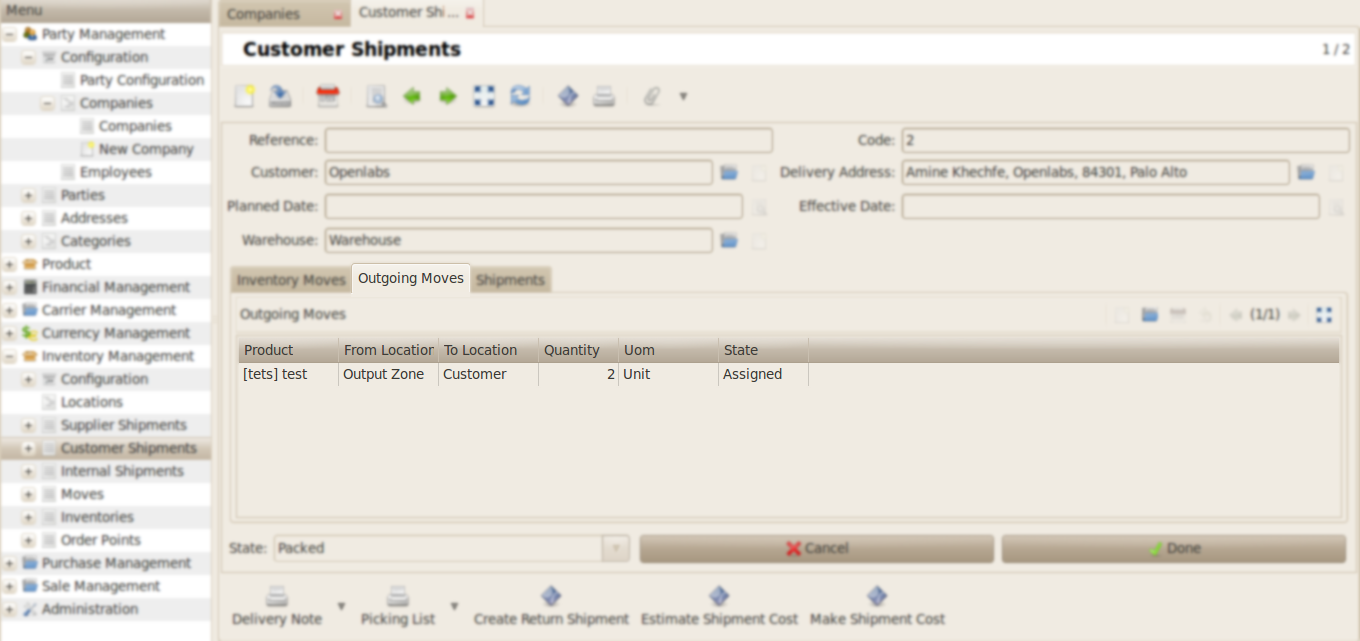 Menu
Party Management
Configuration
Party Configuration
Companies
Companies
New Company
Employees
Parties
Addresses
Categories
Product
Financial Management
Carrier Management
Currency Management
Inventory Management
Configuration
Locations
Supplier Shipments
Customer Shipments
Internal Shipments
Moves
Inventories
Order Points
Purchase Management
Sale Management
Administration
Companies Customer Shi ...
Customer Shipments 1 / 2
Reference: Code: 2
Customer: Openlabs Delivery Address: Amine Khechfe, Openlabs, 84301, Palo Alto
Planned Date: Effective Date:
Warehouse: Warehouse
Inventory Moves Outgoing Moves Shipments
Outgoing Moves (1/1)
Product From Location To Location Quantity Uom State
[tets] test Output Zone Customer 2 Unit Assigned
State: Packed Cancel Done
Delivery Note Picking List Create Return Shipment Estimate Shipment Cost Make Shipment Cost